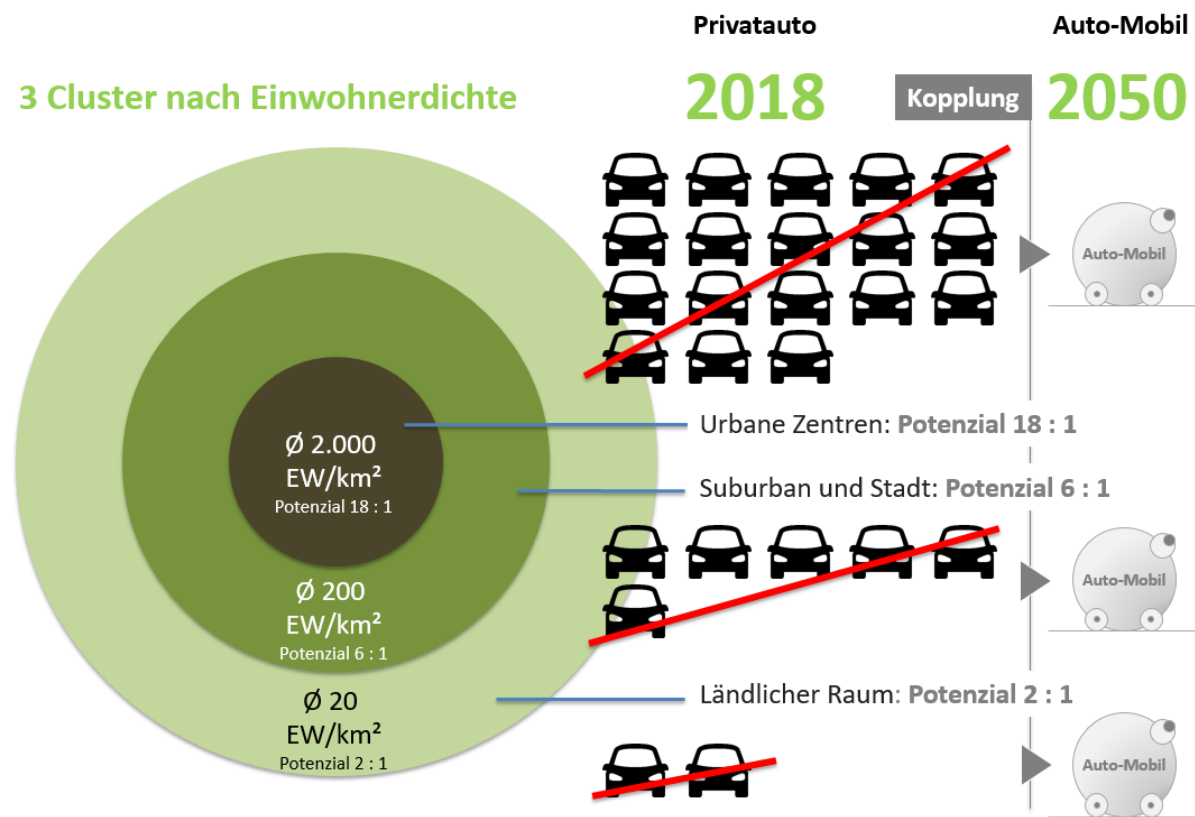 Privatauto
Auto-Mobil
3 Cluster nach Einwohnerdichte
2018
Kopplung
2050
Auto-Mobil
Ø 2.000
EW/km²
Potenzial 18 : 1
Urbane Zentren: Potenzial 18 : 1
Suburban und Stadt: Potenzial 6 : 1
Ø 200
EW/km²
Potenzial 6 : 1
Auto-Mobil
Ländlicher Raum: Potenzial 2 : 1
Ø 20
EW/km²
Potenzial 2 : 1
Auto-Mobil